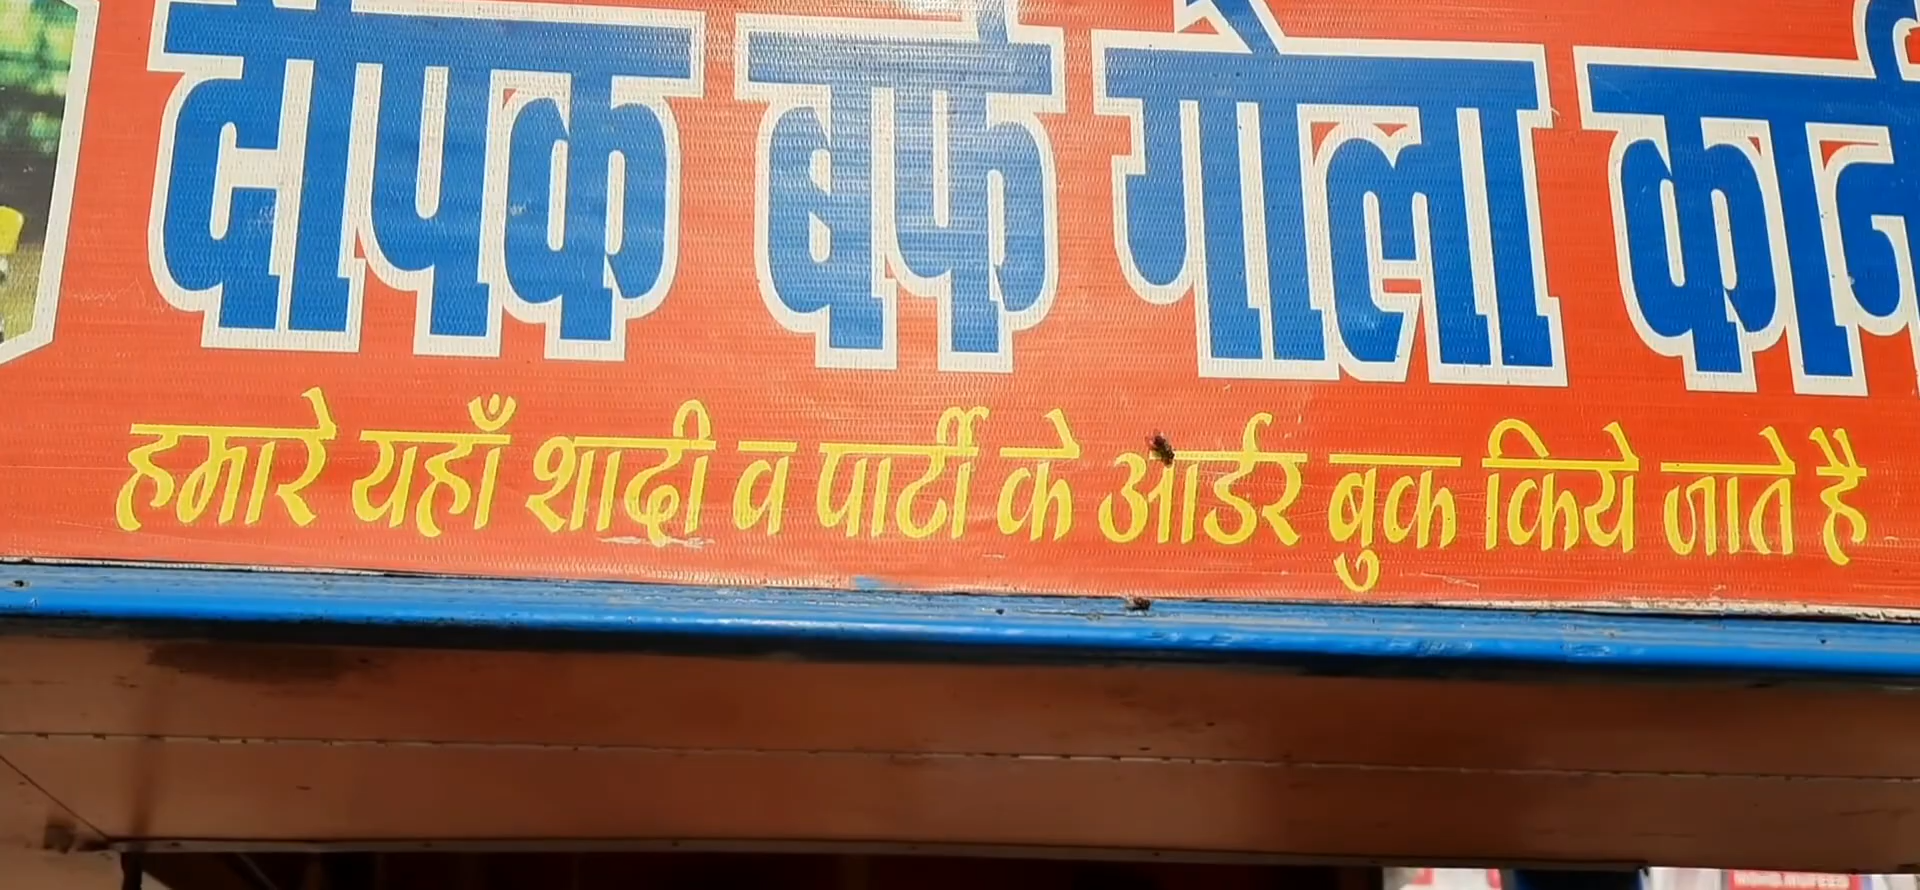 दीपक बर्फ गोला
हमारे यहाँ शादी व पार्टी के आर्डर बुक किये जाते है